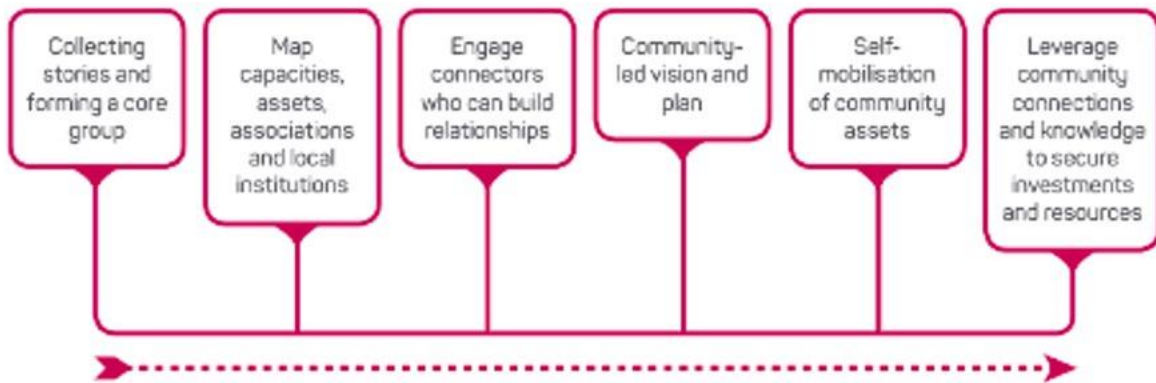 Collecting
stories and
forming a core
group
Map
capacities,
assets,
associations
and local
institutions
Engage
connectors
who can build
relationships
Community-
led vision and
plan
Self-
mobilisation
of community
assets
Leverage
community
connections
and knowledge
to secure
investments
and resources